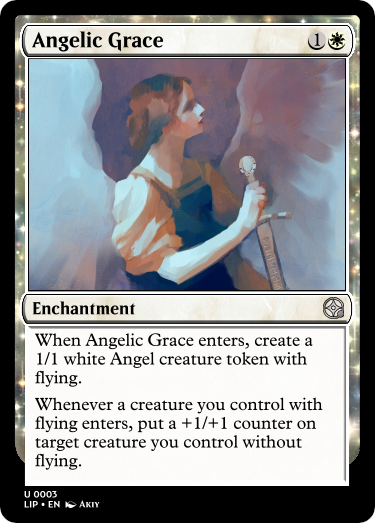 Angelic Grace 1
Enchantment
When Angelic Grace enters, create a
1/1 white Angel creature token with
flying.
Whenever a creature you control with
flying enters, put a +1/+1 counter on
target creature you control without
flying.
U 0003
LIP • EN Akiy